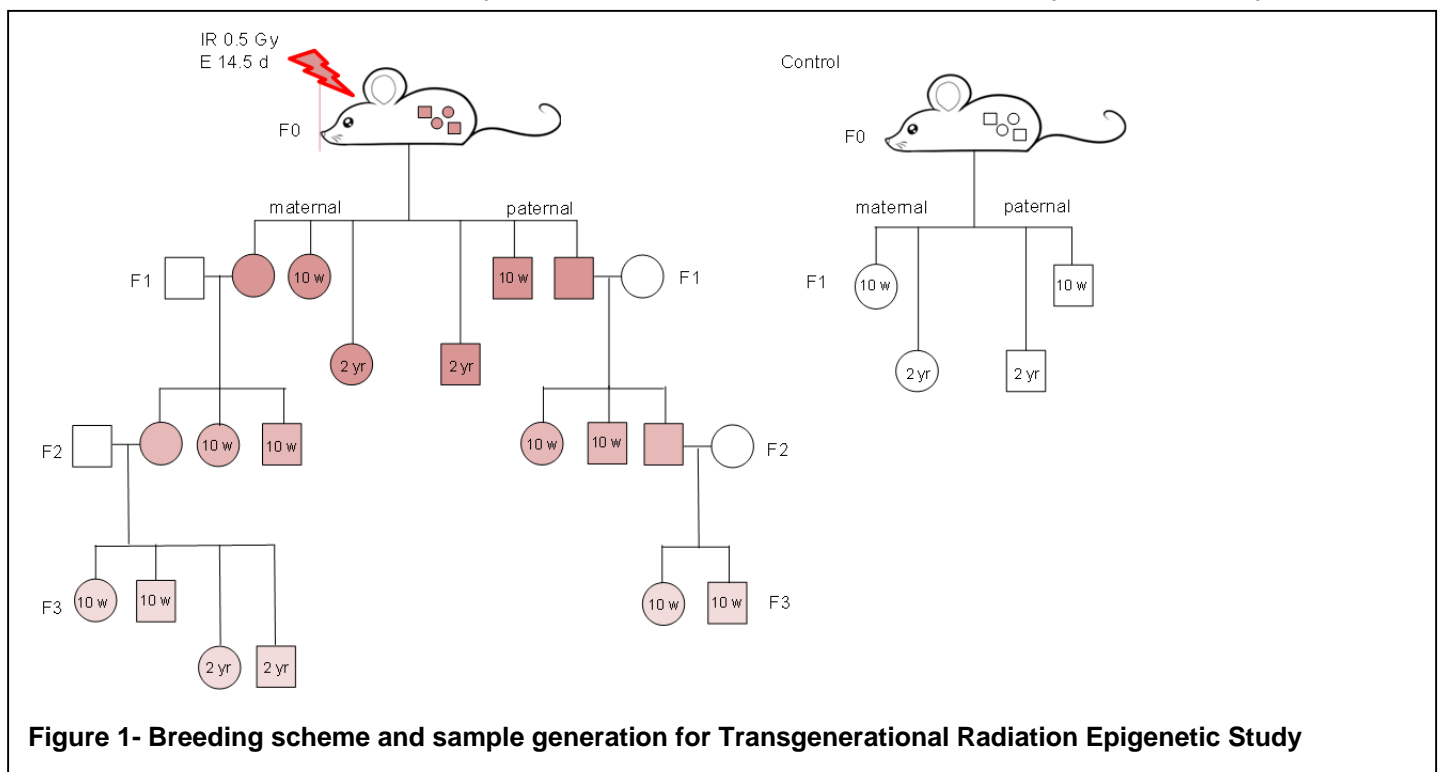 IR 0.5 Gy
E 14.5 d
Control
F0
F0
maternal
paternal
maternal
paternal
F1
10 w
10 w
F1
F1
10 w
10 w
2 yr
2 yr
2 yr
2 yr
F2
10 w
10 w
10 w
10 w
F2
F3
10 w
10 w
10 w
10 w
F3
2 yr
2 yr
Figure 1- Breeding scheme and sample generation for Transgenerational Radiation Epigenetic Study